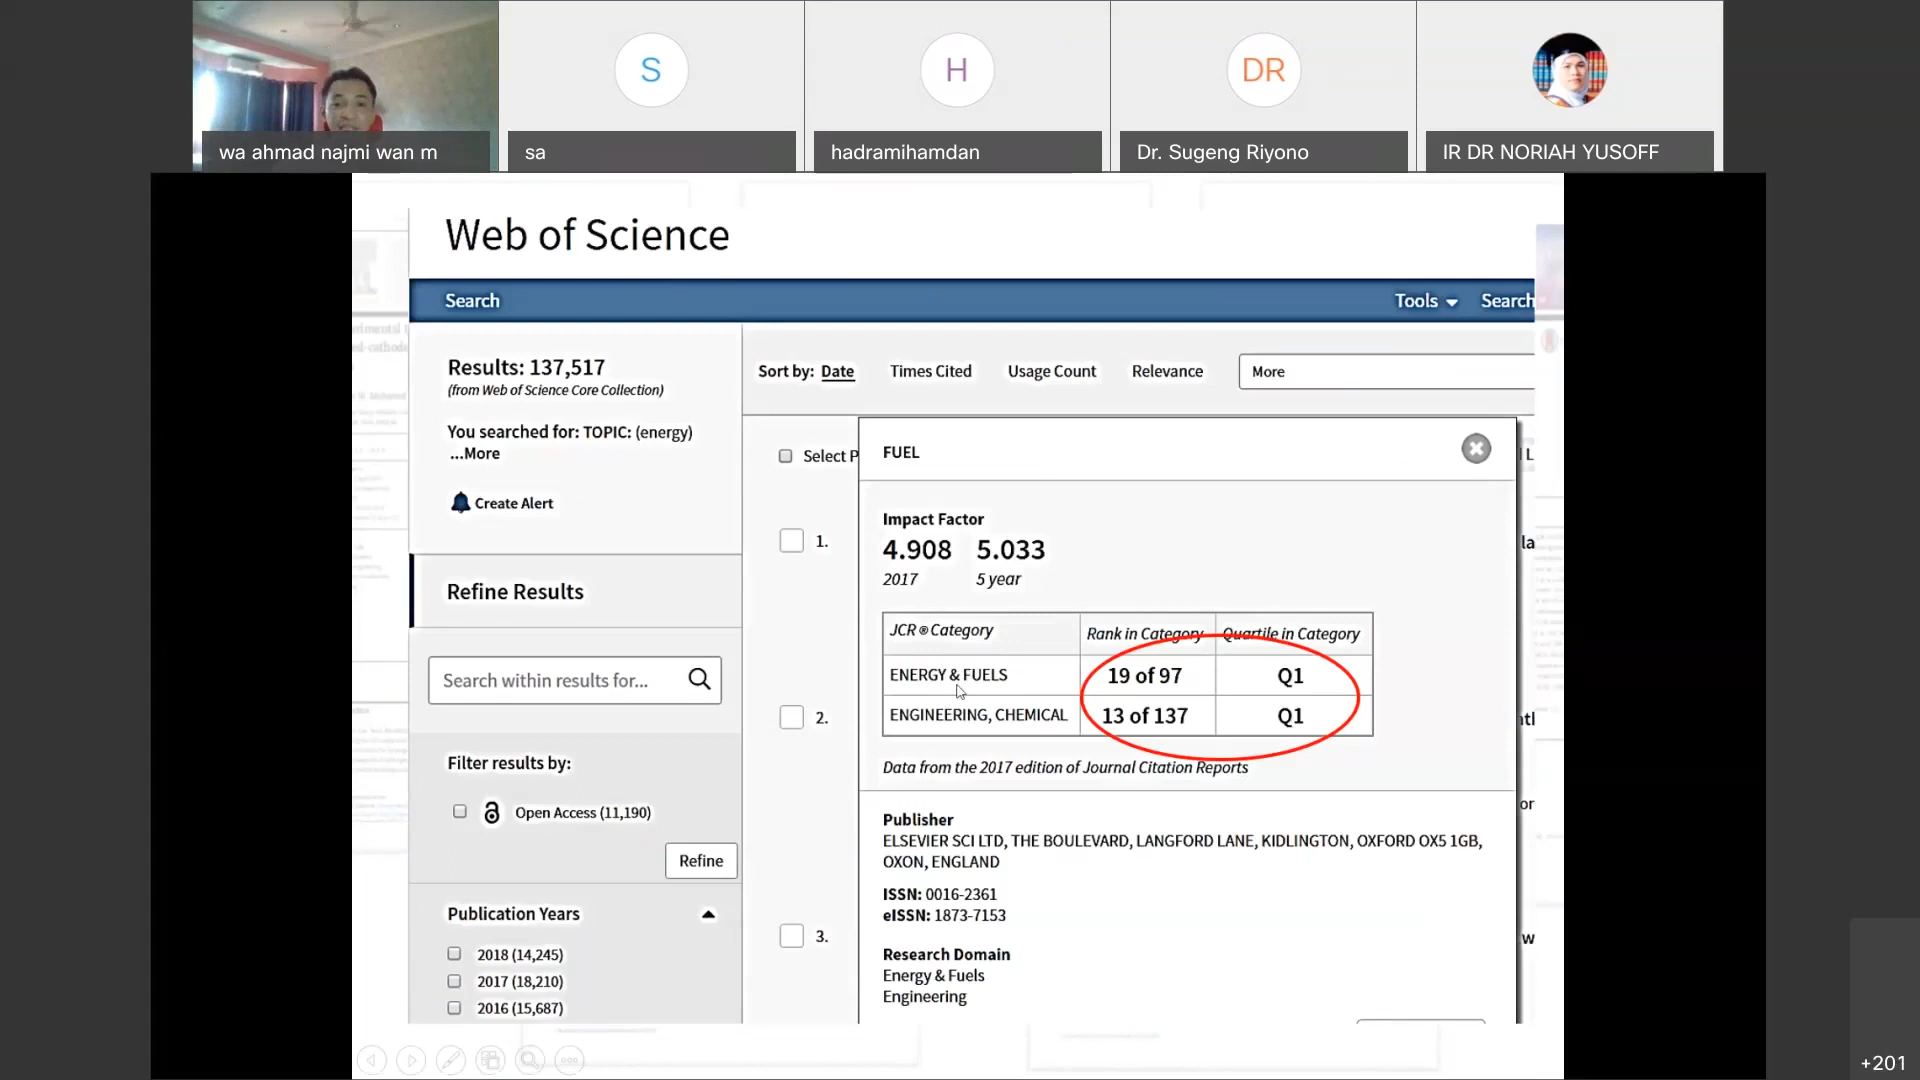 S
H
DR
wa ahmad najmi wan m
sa
hadramihamdan
Dr. Sugeng Riyono
IR DR NORIAH YUSOFF
Web of Science
Search
Tools
Search
Results: 137,517
(from Web of Science Core Collection)
You searched for: TOPIC: (energy)
...More
Create Alert
Refine Results
Search within results for...
Filter results by:
Open Access (11,190)
Refine
Publication Years
2018 (14,245)
2017 (18,210)
2016 (15,687)
Sort by: Date
Times Cited
Usage Count
Relevance
More
Select P
1.
2.
3.
FUEL
Impact Factor
4.908 5.033
2017 5 year
JCR ® Category Rank in Category Quartile in Category
ENERGY & FUELS 19 of 97 Q1
ENGINEERING, CHEMICAL 13 of 137 Q1
Data from the 2017 edition of Journal Citation Reports
Publisher
ELSEVIER SCI LTD, THE BOULEVARD, LANGFORD LANE, KIDLINGTON, OXFORD OX5 1GB,
OXON, ENGLAND
ISSN: 0016-2361
eISSN: 1873-7153
Research Domain
Energy & Fuels
Engineering
+201